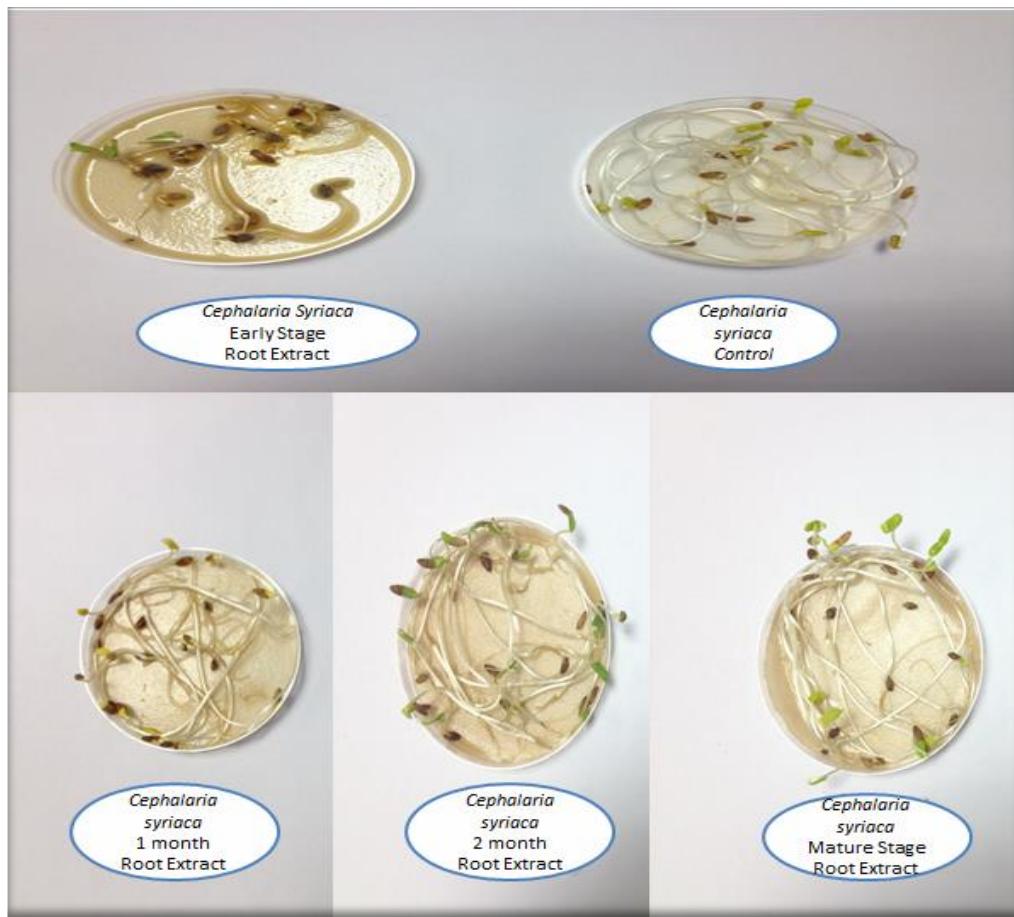 Cephalaria Syriaca
Early Stage
Root Extract
Cephalaria
syriaca
Control
Cephalaria
syriaca
1 month
Root Extract
Cephalaria
syriaca
2 month
Root Extract
Cephalaria
syriaca
Mature Stage
Root Extract